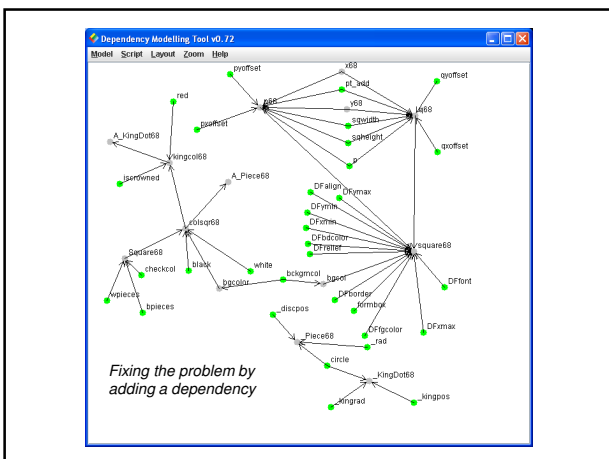 Dependency Modelling Tool v0.72
Model Script Layout Zoom Help
pyoffset
x68
qyoffset
pt_add
red
p68
y68
lq68
sqwidth
pxoffset
A_KingDot68
sqheight
qxoffset
kingcol68
p
iscrowned
A_Piece68
DFalign
DFymax
DFymin
DFxmin
colsqr68
DFbdcolor
DFrelief
vsquare68
Square68
checkcol
black
white
bgcolor
bckgrncol
bgcol
DFfont
wpieces
bpieces
DFborder
formbox
_discpos
DFfgcolor
DFxmax
_Piece68
_rad
circle
_KingDot68
_kingrad
_kingpos
Fixing the problem by
adding a dependency